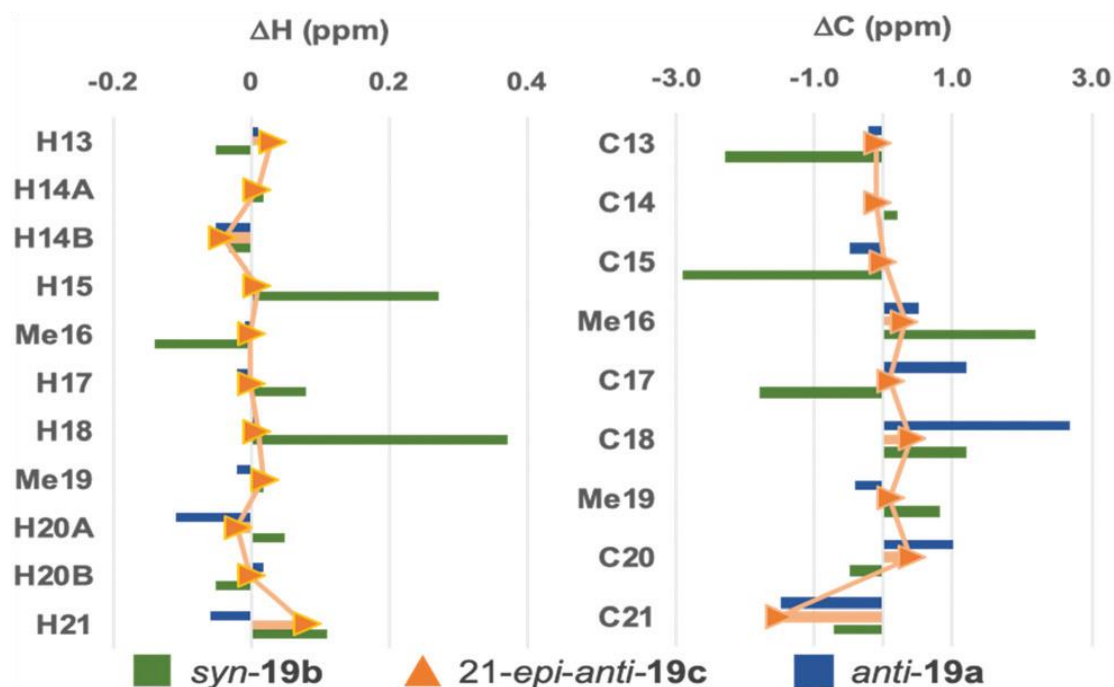 ΔH (ppm)
-0.2 0 0.2 0.4
H13
H14A
H14B
H15
Me16
H17
H18
Me19
H20A
H20B
H21
ΔC (ppm)
-3.0 -1.0 1.0 3.0
C13
C14
C15
Me16
C17
C18
Me19
C20
C21
syn-19b 21-epi-anti-19c anti-19a